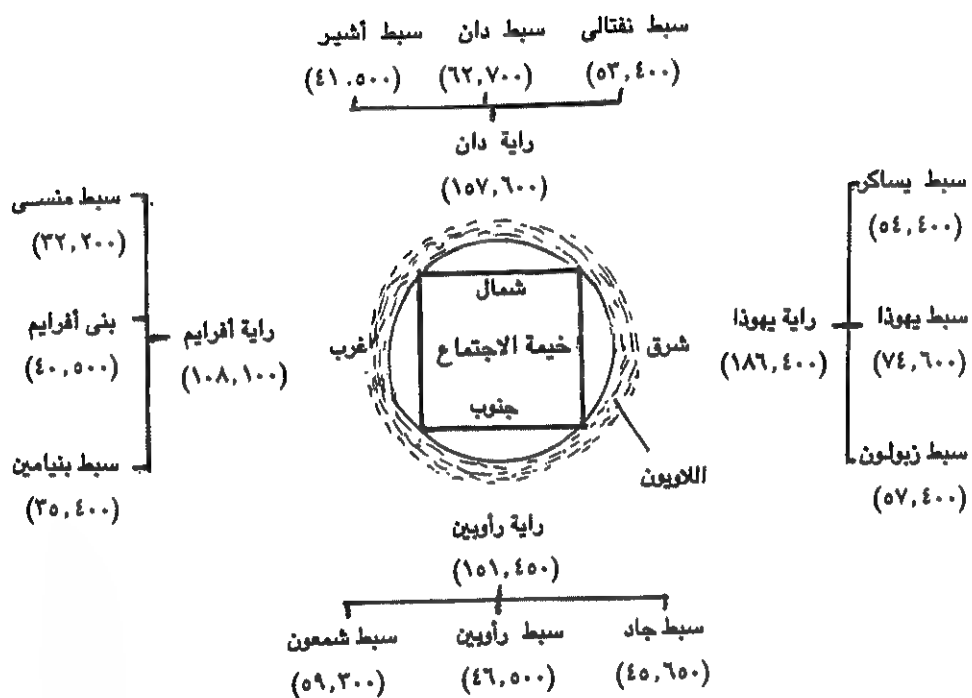 سبط نفتالى سبط دان سبط أشير
(٥٣,٤٠٠) (٦٢,٧٠٠) (٤١,٥٠٠)
راية دان
(١٥٧,٦٠٠)
سبط يساكر
(٥٤,٤٠٠)
سبط يهوذا
(٧٤,٦٠٠)
سبط زبولون
(٥٧,٤٠٠)
راية يهوذا
(١٨٦,٤٠٠)
شرق
شمال
خيمة الاجتماع
جنوب
غرب
اللاويون
راية أفرايم
(١٠٨,١٠٠)
سبط منسى
(٣٢,٢٠٠)
بنى أفرايم
(٤٠,٥٠٠)
سبط بنيامين
(٣٥,٤٠٠)
راية رأوبين
(١٥١,٤٥٠)
سبط جاد سبط رأوبين سبط شمعون
(٤٥,٦٥٠) (٤٦,٥٠٠) (٥٩,٣٠٠)